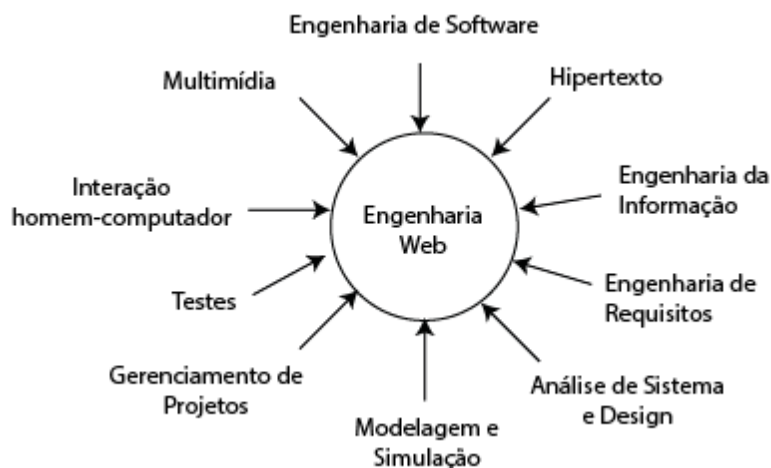 Engenharia de Software
Multimídia
Hipertexto
Interação
homem-computador
Engenharia da
Informação
Engenharia
Web
Testes
Engenharia de
Requisitos
Gerenciamento de
Projetos
Análise de Sistema
e Design
Modelagem e
Simulação